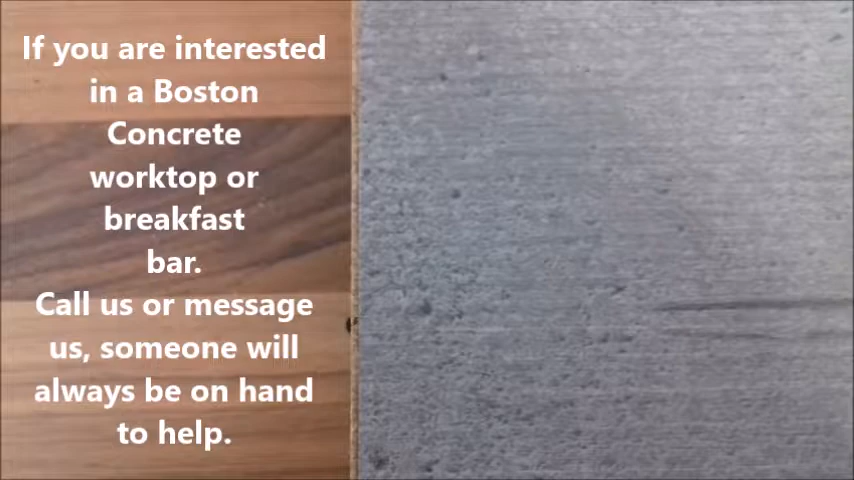 If you are interested
in a Boston
Concrete
worktop or
breakfast
bar.
Call us or message
us, someone will
always be on hand
to help.